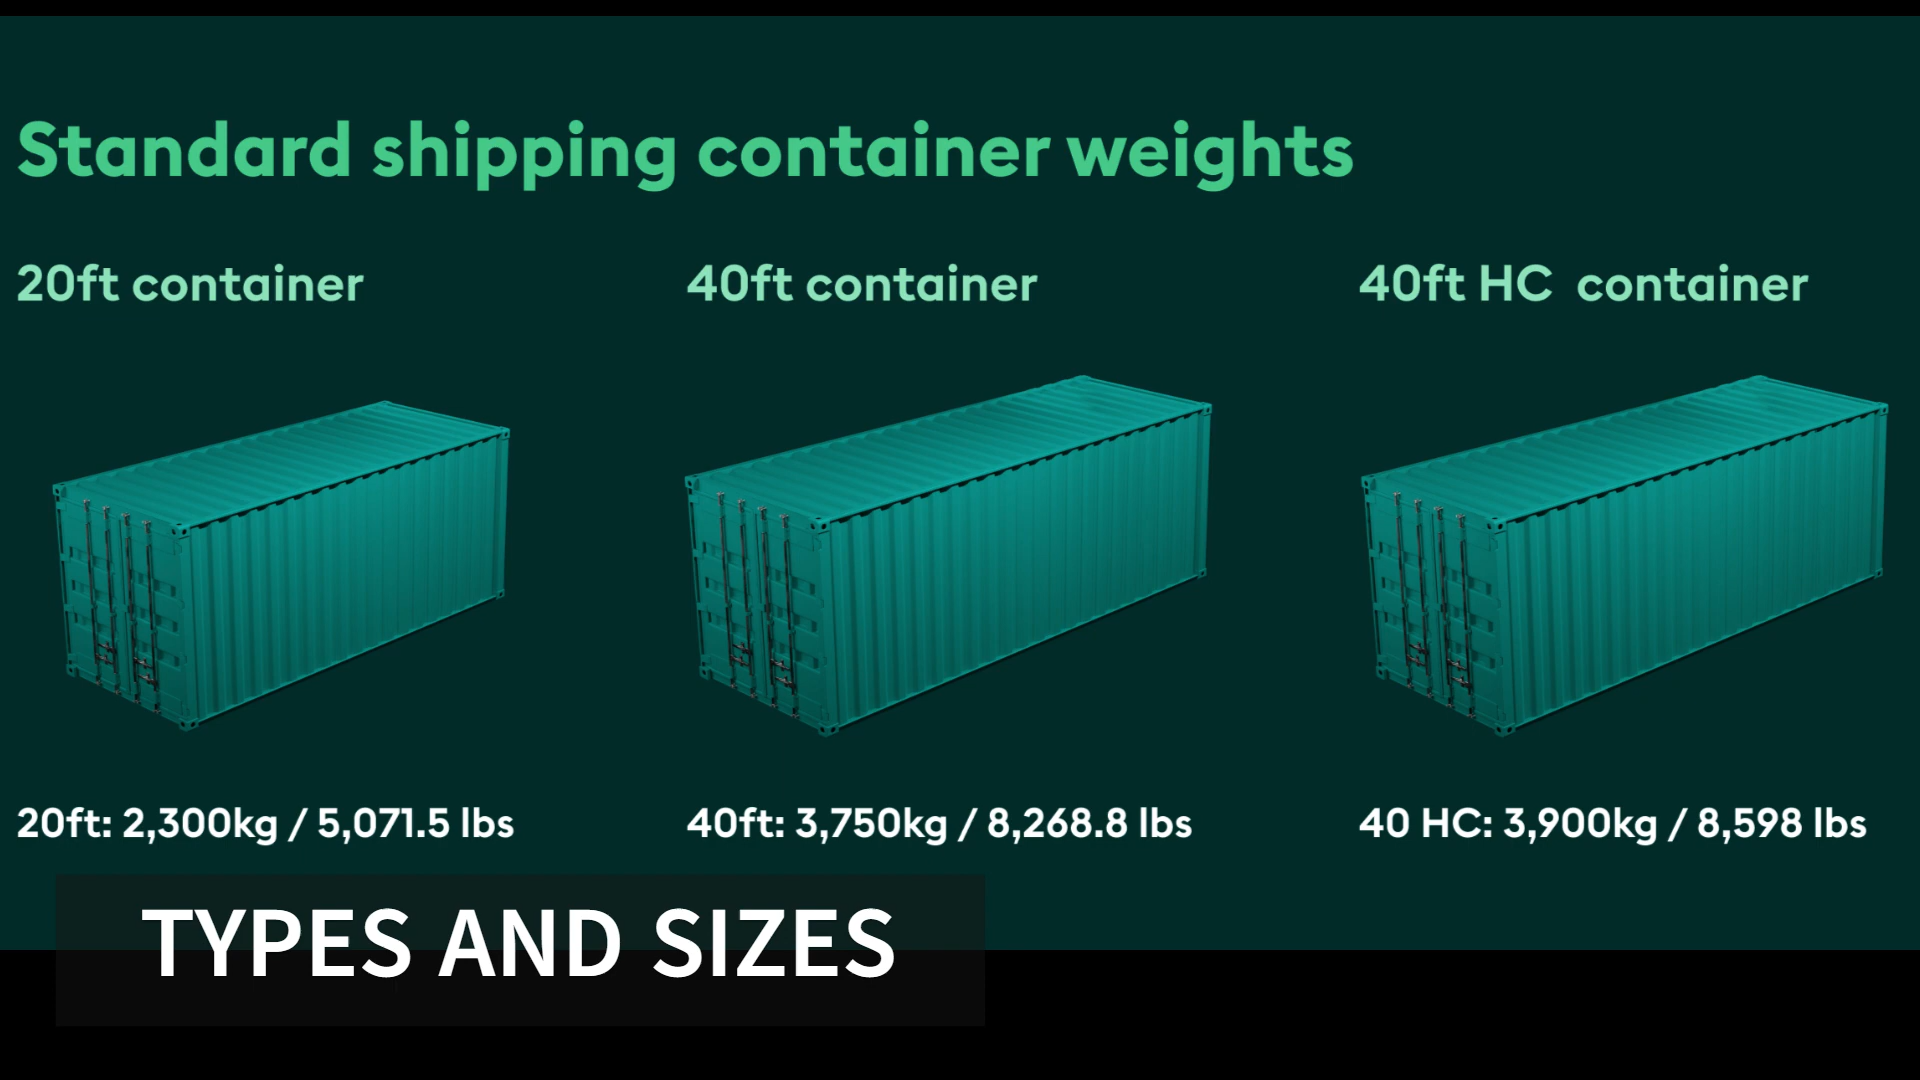 Standard shipping container weights
20ft container
40ft container
40ft HC container
20ft: 2,300kg / 5,071.5 lbs
40ft: 3,750kg / 8,268.8 lbs
40 HC: 3,900kg / 8,598 lbs
TYPES AND SIZES